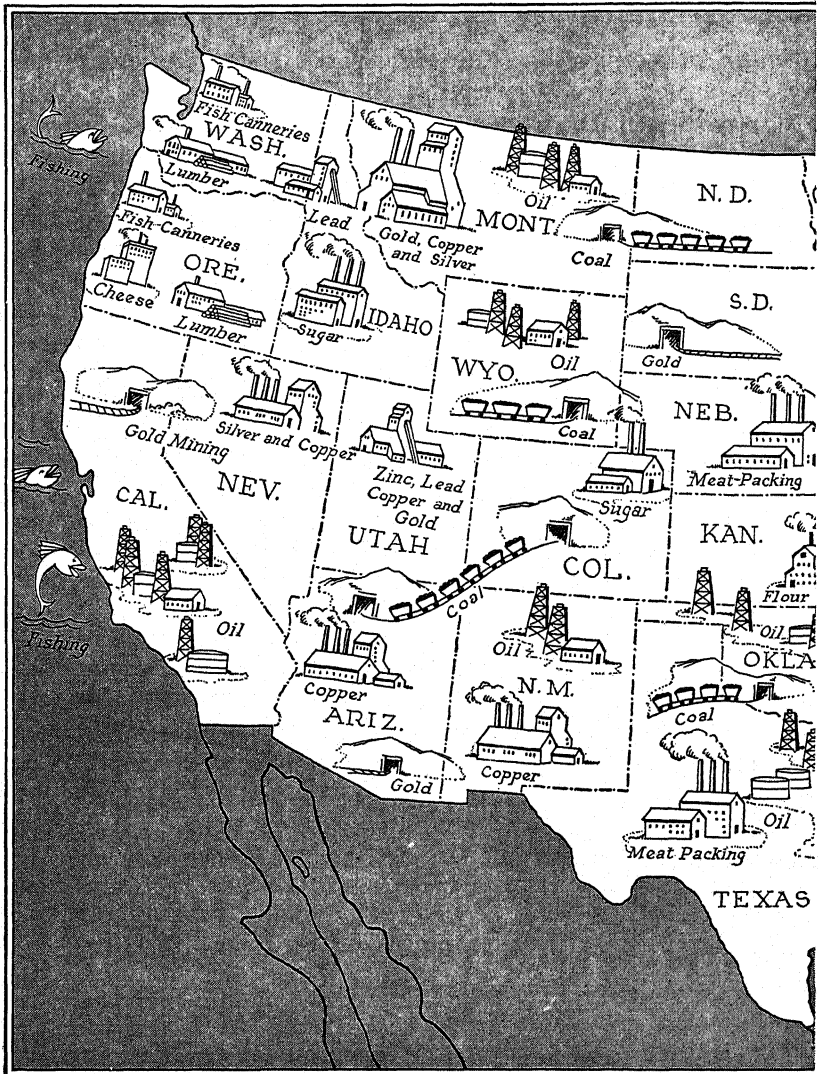 Fish Canneries
WASH.
Fishing
Lumber
Oil
N. D.
Fish-Canneries
Lead
Gold, Copper
and Silver
MONT.
Coal
ORE.
Cheese
Lumber
Sugar
IDAHO
S.D.
Gold
WYO.
Oil
Coal
NEB.
Meat-Packing
Gold Mining
Silver and Copper
NEV.
Zinc, Lead
Copper and
Gold
UTAH
Sugar
COL.
KAN.
Flour
CAL.
Oil
Fishing
Coal
Oil
N.M.
Oil
OKLA
Coal
Copper
ARIZ.
Gold
Copper
Oil
Meat Packing
TEXAS